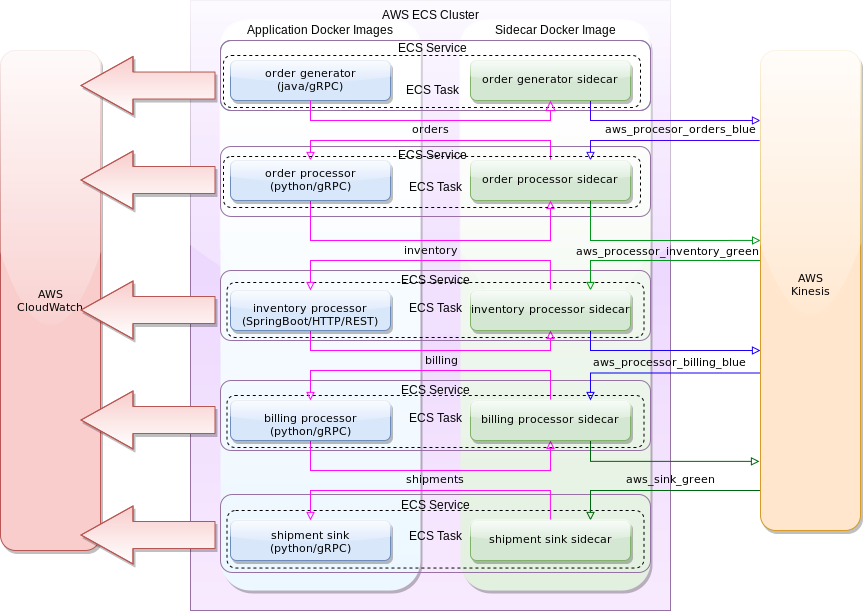 AWS ECS Cluster
Application Docker Images
Sidecar Docker Image
ECS Service
order generator
(java/gRPC)
ECS Task
order generator sidecar
orders
aws_procesor_orders_blue
ECS Service
order processor
(python/gRPC)
ECS Task
order processor sidecar
inventory
aws_processor_inventory_green
ECS Service
inventory processor
(SpringBoot/HTTP/REST)
ECS Task
inventory processor sidecar
AWS
CloudWatch
AWS
Kinesis
billing
aws_processor_billing_blue
ECS Service
billing processor
(python/gRPC)
ECS Task
billing processor sidecar
shipments
aws_sink_green
ECS Service
shipment sink
(python/gRPC)
ECS Task
shipment sink sidecar